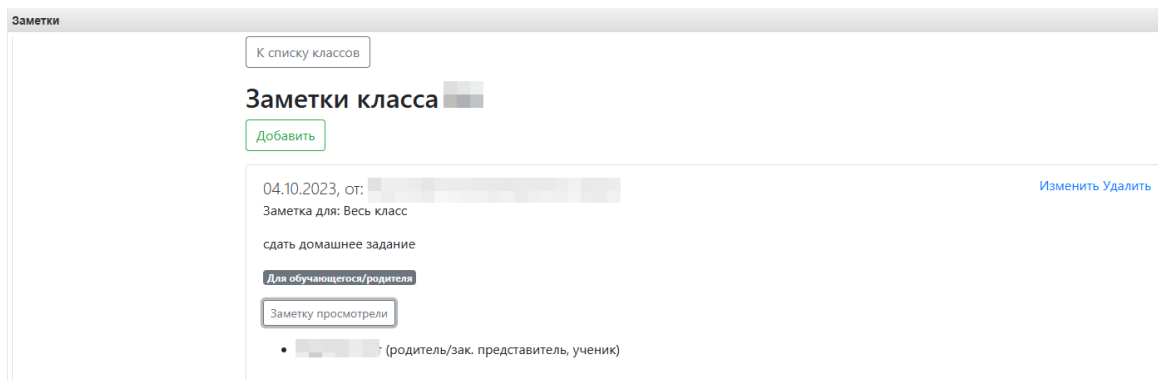 Заметки
К списку классов
Заметки класса
Добавить
04.10.2023, от:
Изменить Удалить
Заметка для: Весь класс
сдать домашнее задание
Для обучающегося/родителя
Заметку просмотрели
(родитель/зак. представитель, ученик)